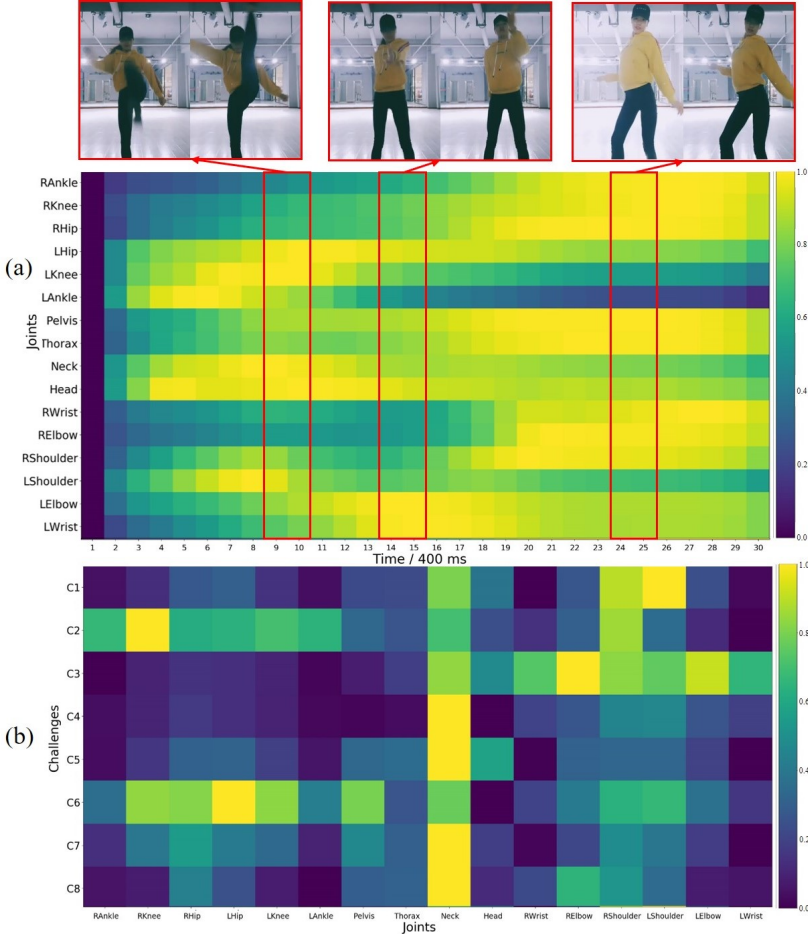 (a)
Joints
RAnkle
RKnee
RHip
LHip
LKnee
LAnkle
Pelvis
Thorax
Neck
Head
RWrist
RElbow
RShoulder
LShoulder
LElbow
LWrist
1.0
0.8
0.6
0.4
0.2
0.0
1 2 3 4 5 6 7 8 9 10 11 12 13 14 15 16 17 18 19 20 21 22 23 24 25 26 27 28 29 30
Time / 400 ms
(b)
Challenges
C1
C2
C3
C4
C5
C6
C7
C8
1.0
0.8
0.6
0.4
0.2
0.0
RAnkle RKnee RHip LHip LKnee LAnkle Pelvis Thorax Neck Head RWrist RElbow RShoulder LShoulder LElbow LWrist
Joints